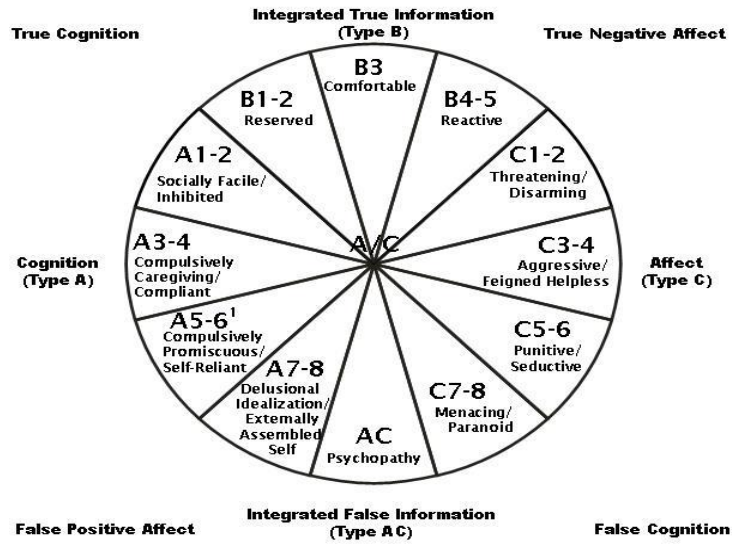 Integrated True Information
(Type B)
True Cognition
True Negative Affect
B3
Comfortable
B1-2
Reserved
B4-5
Reactive
A1-2
Socially Facile/
Inhibited
C1-2
Threatening/
Disarming
A/C
Cognition
(Type A)
A3-4
Compulsively
Caregiving/
Compliant
C3-4
Aggressive/
Feigned Helpless
Affect
(Type C)
A5-6¹
Compulsively
Promiscuous/
Self-Reliant
C5-6
Punitive/
Seductive
A7-8
Delusional
Idealization/
Externally
Assembled
Self
C7-8
Menacing/
Paranoid
AC
Psychopathy
False Positive Affect
Integrated False Information
(Type AC)
False Cognition